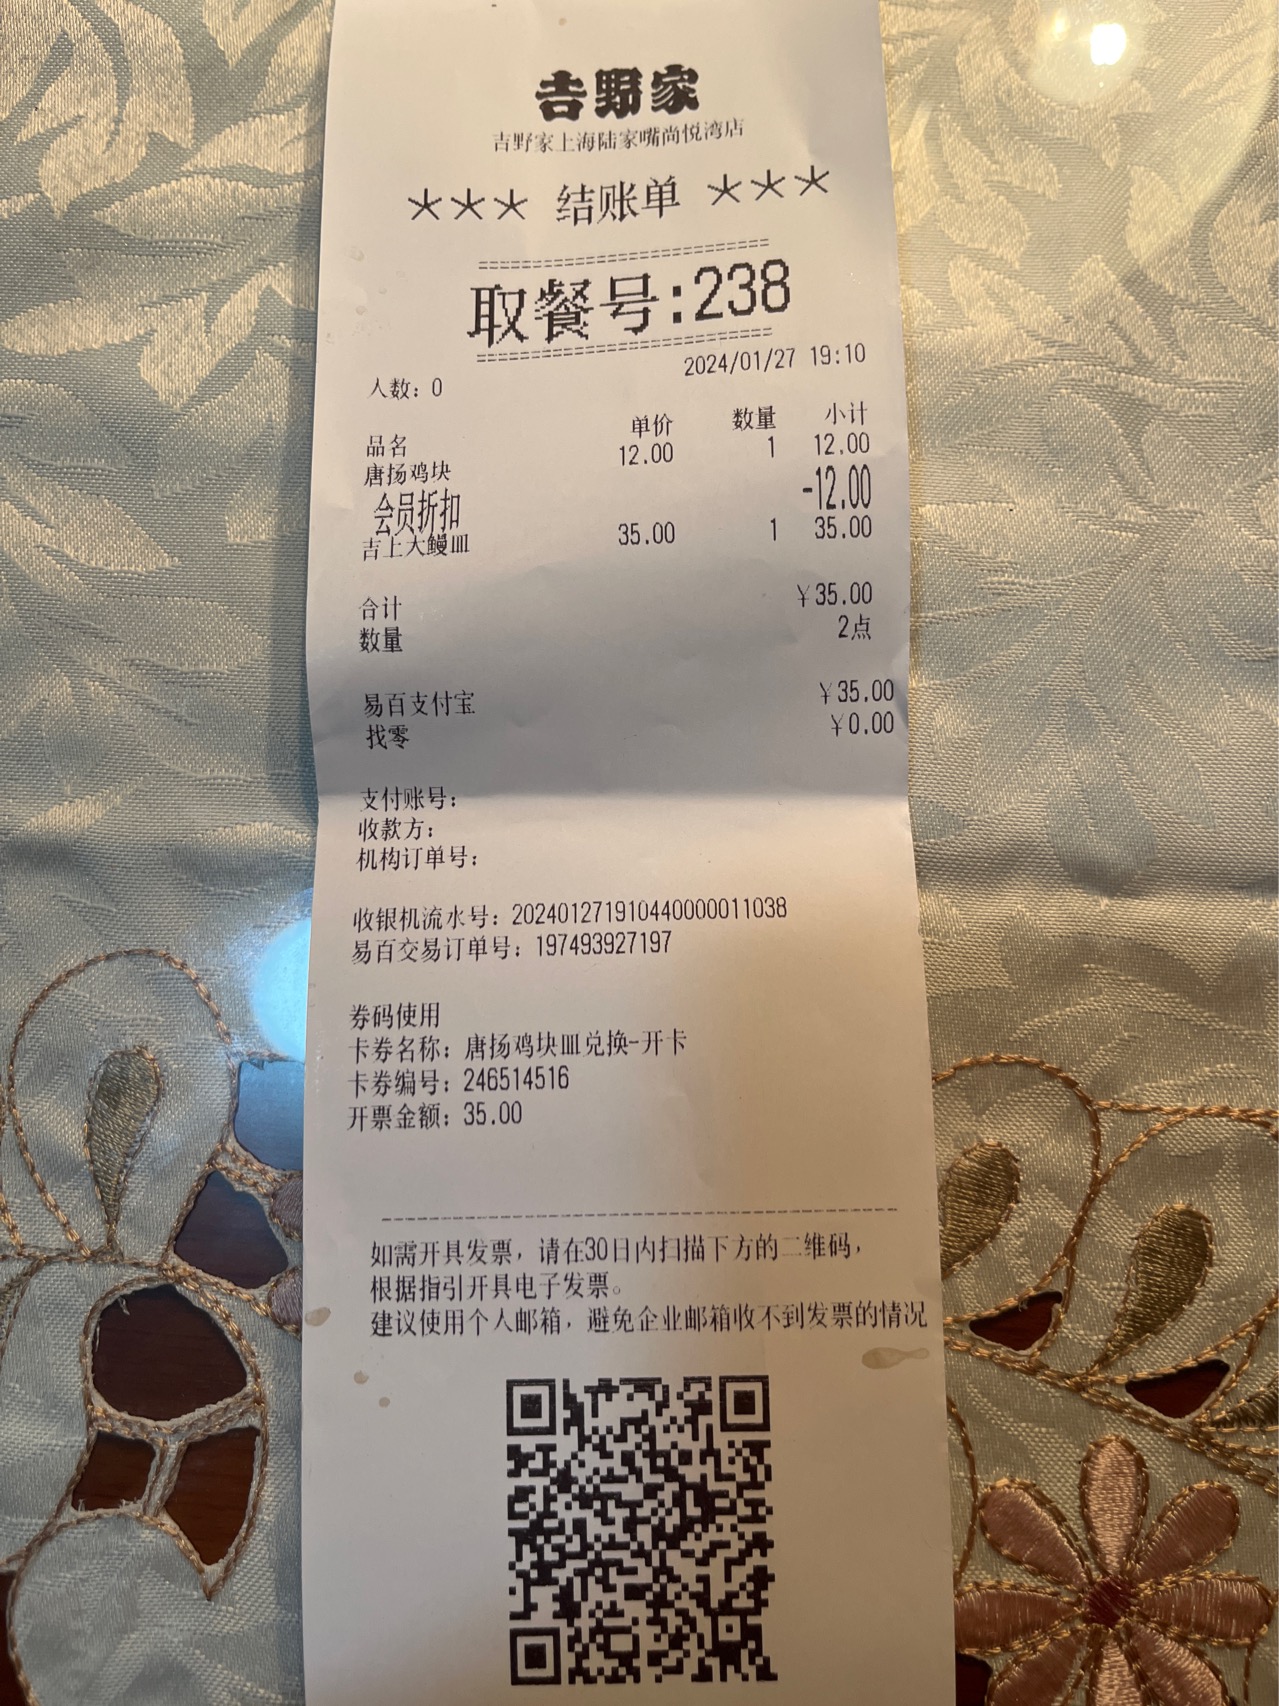 吉野家
吉野家上海陆家嘴尚悦湾店
*** 结账单 ***
取餐号:238
2024/01/27 19:10
人数: 0
品名 单价 数量 小计
唐扬鸡块 12.00 1 12.00
会员折扣 -12.00
吉上大鳗皿 35.00 1 35.00
合计 ￥35.00
数量 2点
易百支付宝 ￥35.00
找零 ￥0.00
支付账号:
收款方:
机构订单号:
收银机流水号: 202401271910440000011038
易百交易订单号: 197493927197
券码使用
卡券名称: 唐扬鸡块皿兑换-开卡
卡券编号: 246514516
开票金额: 35.00
如需开具发票, 请在30日内扫描下方的二维码,
根据指引开具电子发票。
建议使用个人邮箱, 避免企业邮箱收不到发票的情况